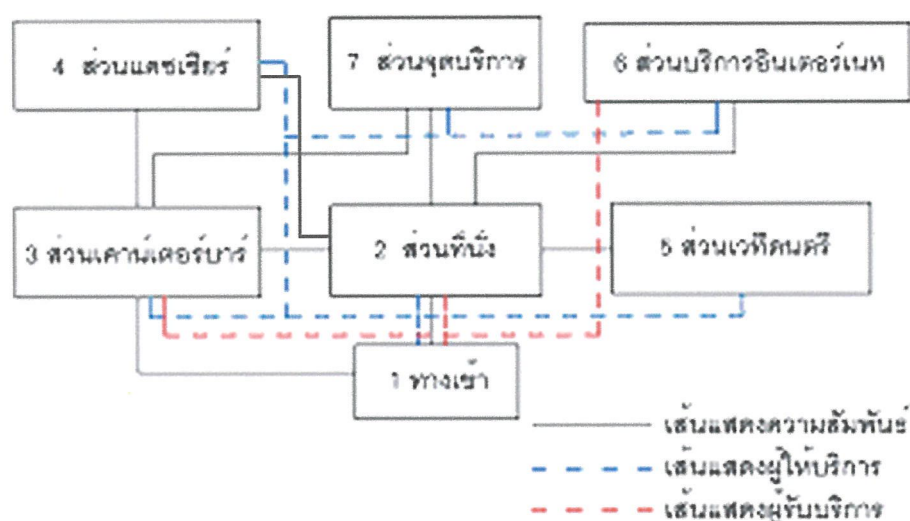 4 ส่วนแคชเชียร์
7 ส่วนจุดบริการ
6 ส่วนบริการอินเตอร์เนท
3 ส่วนเคาน์เตอร์บาร์
2 ส่วนที่นั่ง
5 ส่วนเวทีดนตรี
1 ทางเข้า
เส้นแสดงความสัมพันธ์
เส้นแสดงผู้ให้บริการ
เส้นแสดงผู้รับบริการ